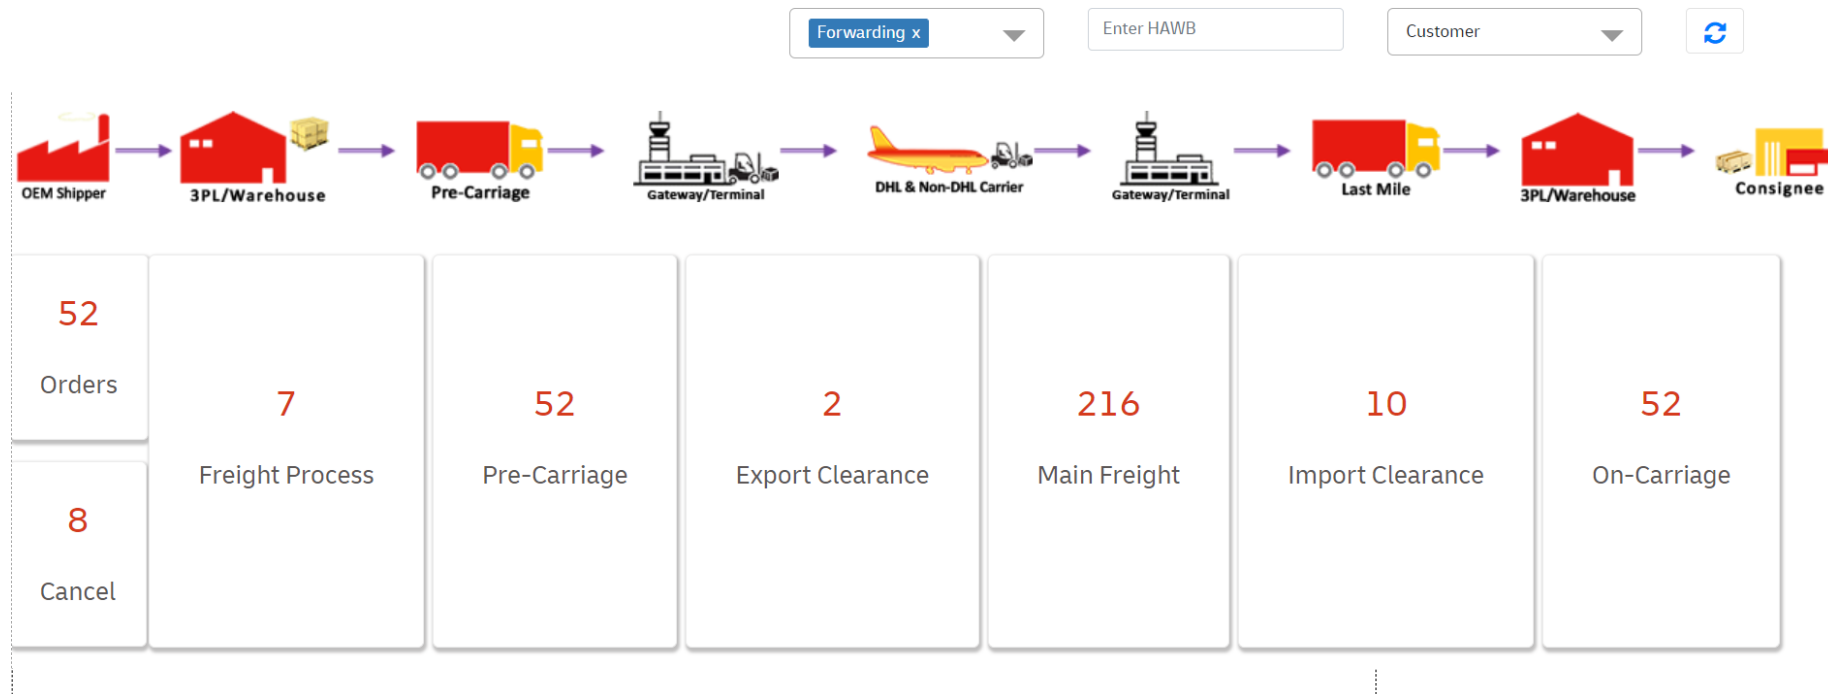 Forwarding x
Enter HAWB
Customer
OEM Shipper
3PL/Warehouse
Pre-Carriage
Gateway/Terminal
DHL & Non-DHL Carrier
Gateway/Terminal
Last Mile
3PL/Warehouse
Consignee
52
Orders
8
Cancel
7
Freight Process
52
Pre-Carriage
2
Export Clearance
216
Main Freight
10
Import Clearance
52
On-Carriage